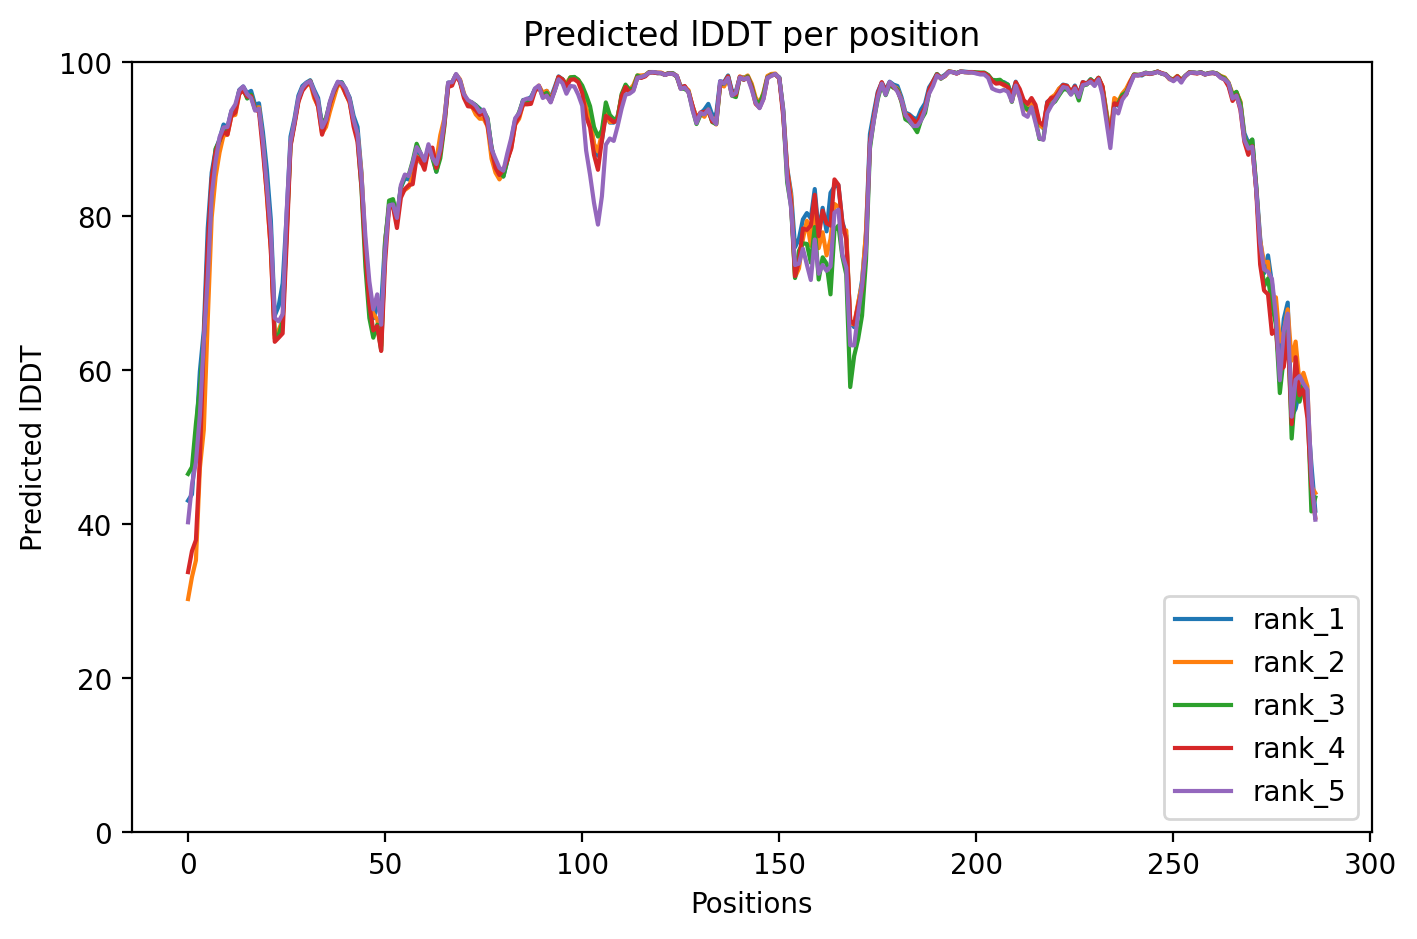 Predicted lDDT per position
100
80
60
40
20
0
Predicted lDDT
0 50 100 150 200 250 300
Positions
rank_1
rank_2
rank_3
rank_4
rank_5